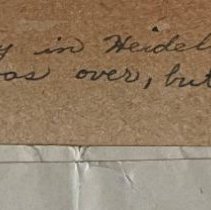 y in Heidel
was over, but